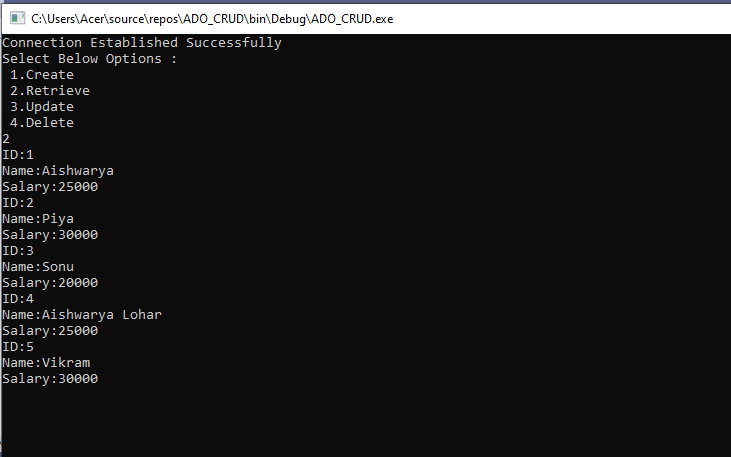 C:\Users\Acer\source\repos\ADO_CRUD\bin\Debug\ADO_CRUD.exe
Connection Established Successfully
Select Below Options :
 1.Create
 2.Retrieve
 3.Update
 4.Delete
2
ID:1
Name:Aishwarya
Salary:25000
ID:2
Name:Piya
Salary:30000
ID:3
Name:Sonu
Salary:20000
ID:4
Name:Aishwarya Lohar
Salary:25000
ID:5
Name:Vikram
Salary:30000